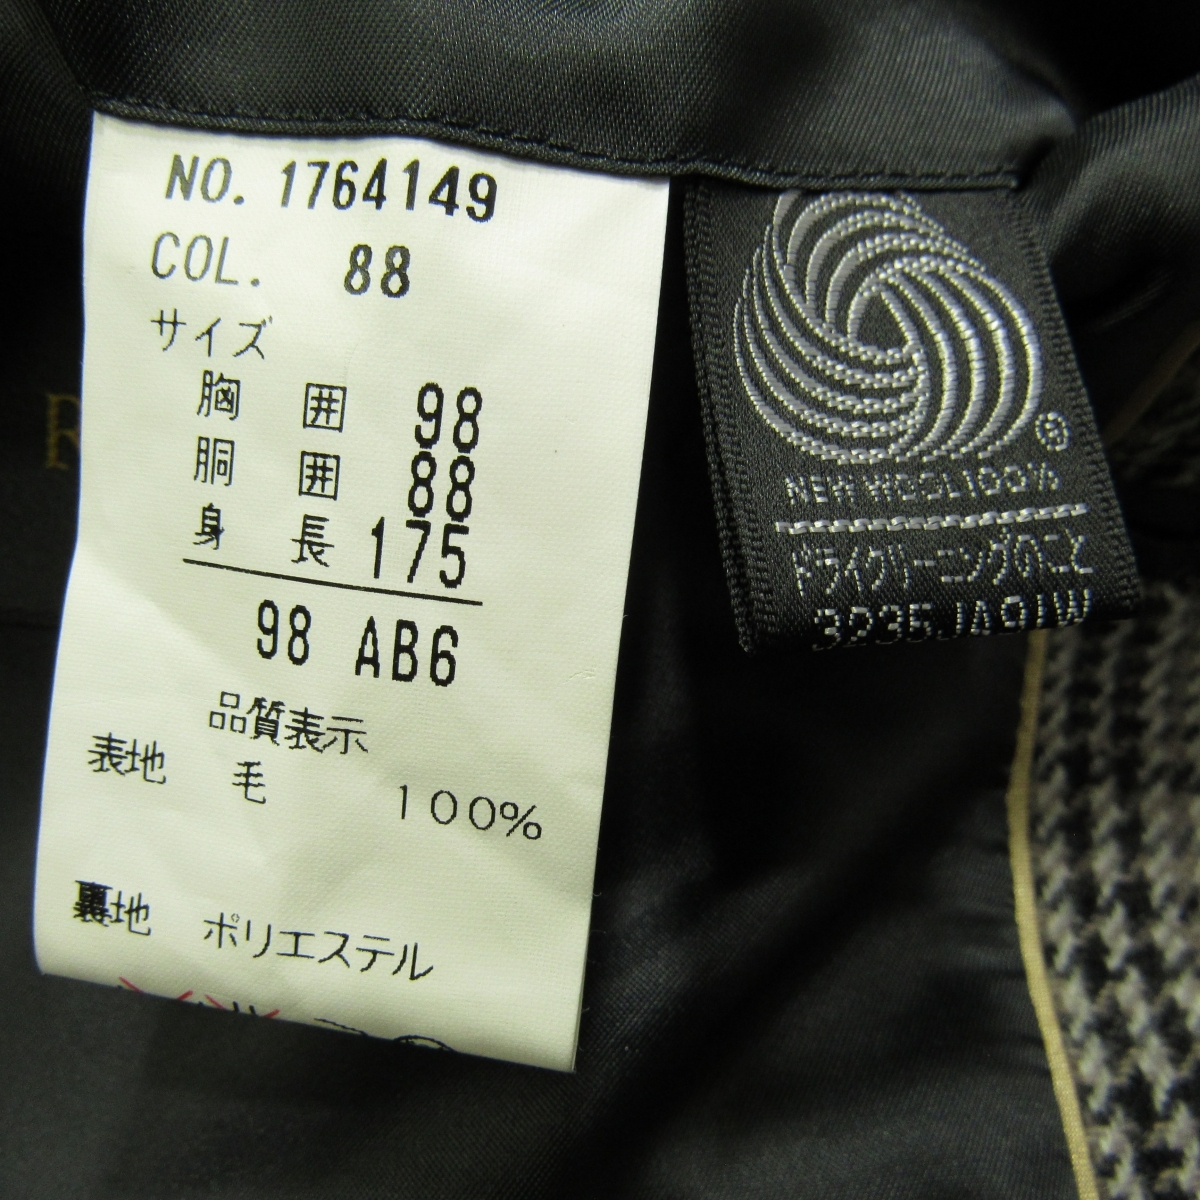 NO. 1764149
COL. 88
サイズ
胸 囲 98
胴 囲 88
身 長 175
98 AB6
品質表示
表地 毛 100%
裏地 ポリエステル
R
NEW WOOL 100%
ドライクリーニングのこと
3235JA91W